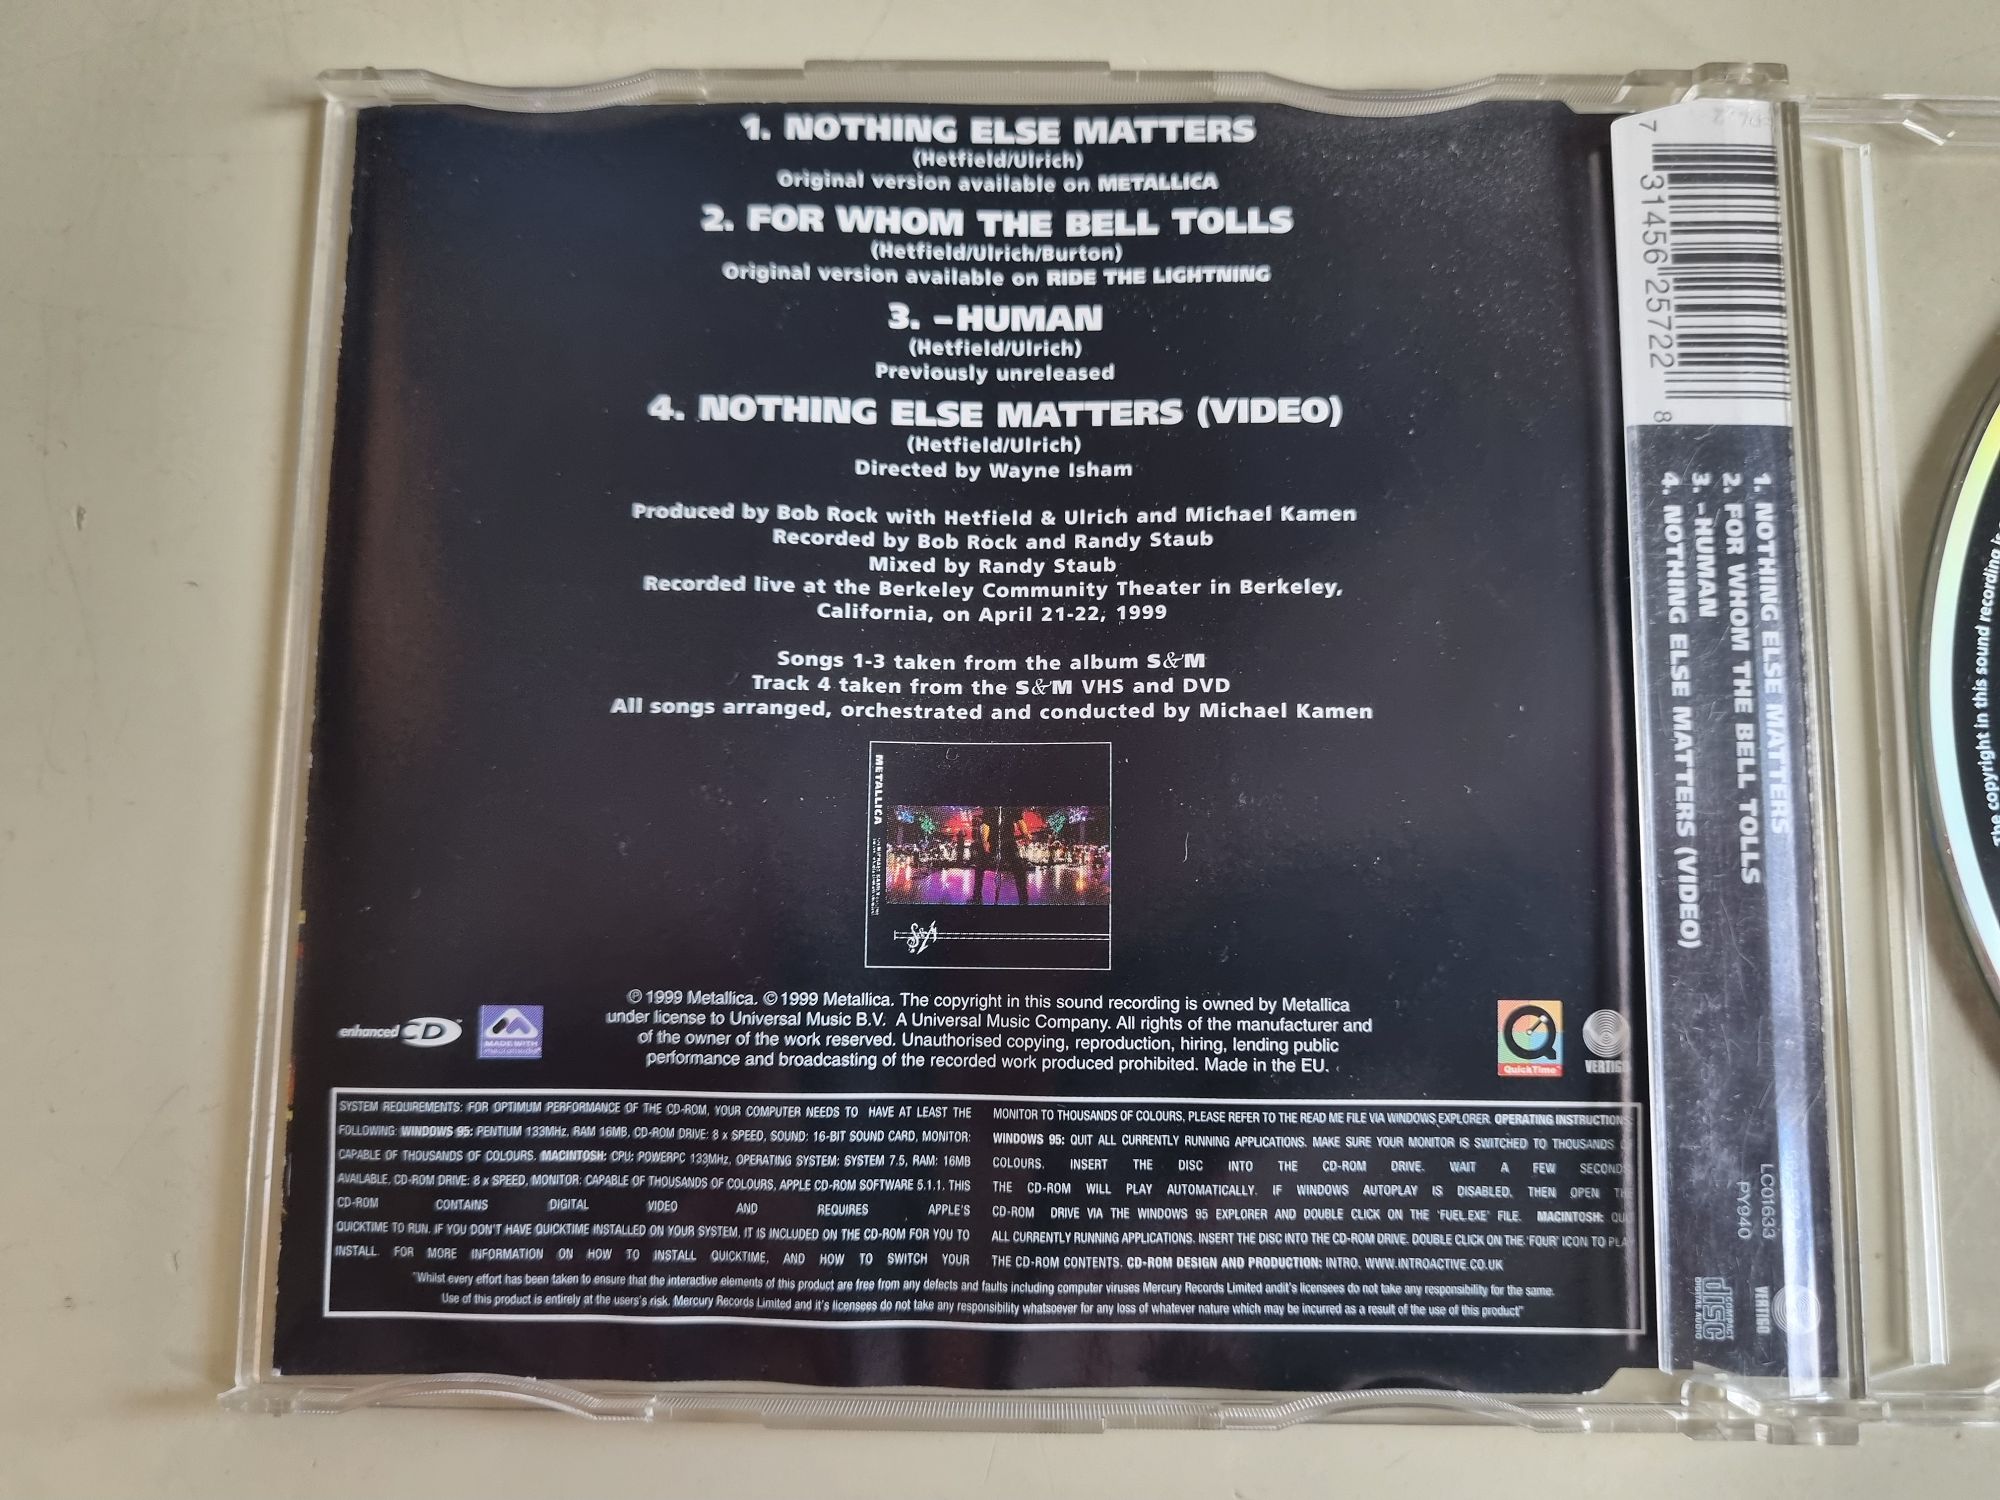 1. NOTHING ELSE MATTERS
(Hetfield/Ulrich)
Original version available on METALLICA
2. FOR WHOM THE BELL TOLLS
(Hetfield/Ulrich/Burton)
Original version available on RIDE THE LIGHTNING
3. –HUMAN
(Hetfield/Ulrich)
Previously unreleased
4. NOTHING ELSE MATTERS (VIDEO)
(Hetfield/Ulrich)
Directed by Wayne Isham
Produced by Bob Rock with Hetfield & Ulrich and Michael Kamen
Recorded by Bob Rock and Randy Staub
Mixed by Randy Staub
Recorded live at the Berkeley Community Theater in Berkeley,
California, on April 21-22, 1999
Songs 1-3 taken from the album S&M
Track 4 taken from the S&M VHS and DVD
All songs arranged, orchestrated and conducted by Michael Kamen
METALLICA
S&M
enhanced CD
MADE WITH
macromedia
℗ 1999 Metallica. © 1999 Metallica. The copyright in this sound recording is owned by Metallica
under license to Universal Music B.V. A Universal Music Company. All rights of the manufacturer and
of the owner of the work reserved. Unauthorised copying, reproduction, hiring, lending public
performance and broadcasting of the recorded work produced prohibited. Made in the EU.
QuickTime™
VERTIGO
SYSTEM REQUIREMENTS: FOR OPTIMUM PERFORMANCE OF THE CD-ROM, YOUR COMPUTER NEEDS TO HAVE AT LEAST THE
FOLLOWING: WINDOWS 95: PENTIUM 133MHz, RAM 16MB, CD-ROM DRIVE: 8 x SPEED, SOUND: 16-BIT SOUND CARD, MONITOR:
CAPABLE OF THOUSANDS OF COLOURS. MACINTOSH: CPU: POWERPC 133MHz, OPERATING SYSTEM: SYSTEM 7.5, RAM: 16MB
AVAILABLE, CD-ROM DRIVE: 8 x SPEED, MONITOR: CAPABLE OF THOUSANDS OF COLOURS, APPLE CD-ROM SOFTWARE 5.1.1. THIS
CD-ROM CONTAINS DIGITAL VIDEO AND REQUIRES APPLE'S
QUICKTIME TO RUN. IF YOU DON'T HAVE QUICKTIME INSTALLED ON YOUR SYSTEM, IT IS INCLUDED ON THE CD-ROM FOR YOU TO
INSTALL. FOR MORE INFORMATION ON HOW TO INSTALL QUICKTIME, AND HOW TO SWITCH YOUR
MONITOR TO THOUSANDS OF COLOURS, PLEASE REFER TO THE READ ME FILE VIA WINDOWS EXPLORER. OPERATING INSTRUCTIONS:
WINDOWS 95: QUIT ALL CURRENTLY RUNNING APPLICATIONS. MAKE SURE YOUR MONITOR IS SWITCHED TO THOUSANDS
COLOURS. INSERT THE DISC INTO THE CD-ROM DRIVE. WAIT A FEW SECONDS
THE CD-ROM WILL PLAY AUTOMATICALLY. IF WINDOWS AUTOPLAY IS DISABLED, THEN OPEN THE
CD-ROM DRIVE VIA THE WINDOWS 95 EXPLORER AND DOUBLE CLICK ON THE 'FUEL.EXE' FILE. MACINTOSH:
ALL CURRENTLY RUNNING APPLICATIONS. INSERT THE DISC INTO THE CD-ROM DRIVE. DOUBLE CLICK ON THE 'FOUR' ICON TO PLAY
THE CD-ROM CONTENTS. CD-ROM DESIGN AND PRODUCTION: INTRO, WWW.INTROACTIVE.CO.UK
"Whilst every effort has been taken to ensure that the interactive elements of this product are free from any defects and faults including computer viruses Mercury Records Limited andit's licensees do not take any responsibility for the same.
Use of this product is entirely at the users's risk. Mercury Records Limited and it's licensees do not take any responsibility whatsoever for any loss of whatever nature which may be incurred as a result of the use of this product"
7 31456 25722 8
1. NOTHING ELSE MATTERS
2. FOR WHOM THE BELL TOLLS
3. –HUMAN
4. NOTHING ELSE MATTERS (VIDEO)
LC01633
PY940
COMPACT
disc
DIGITAL AUDIO
VERTIGO
The copyright in this sound recording is